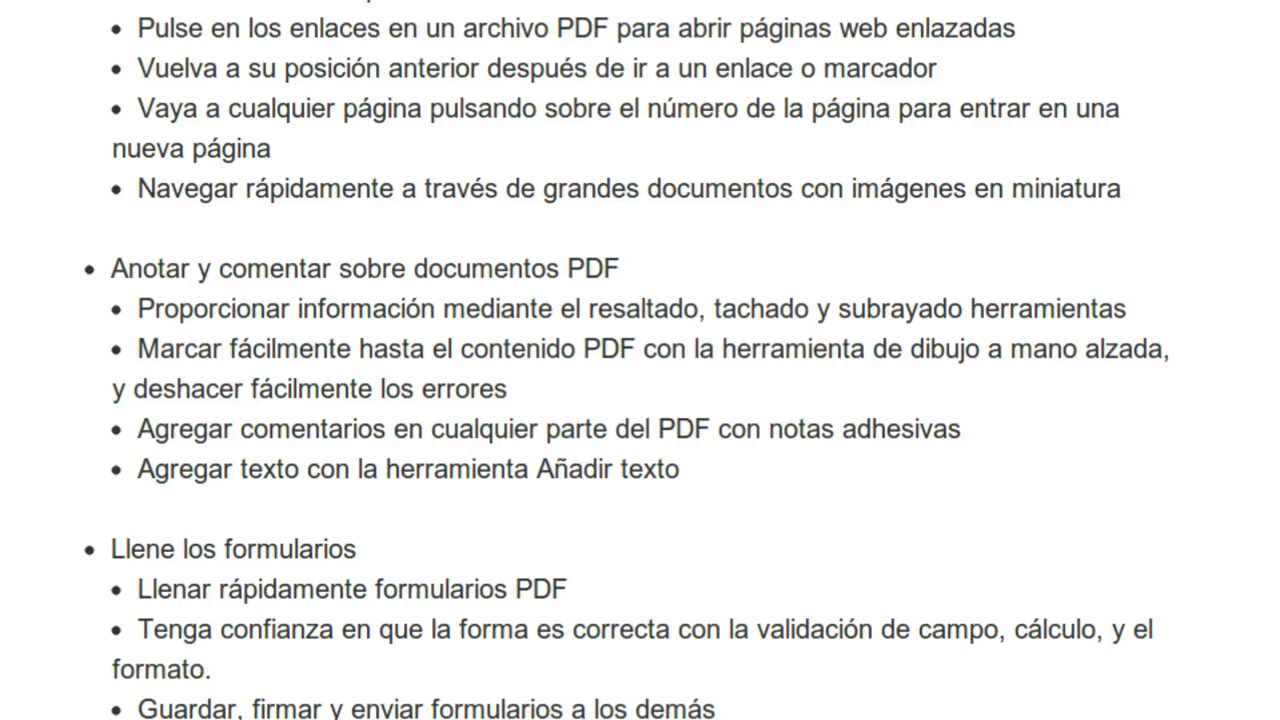 • Pulse en los enlaces en un archivo PDF para abrir páginas web enlazadas
• Vuelva a su posición anterior después de ir a un enlace o marcador
• Vaya a cualquier página pulsando sobre el número de la página para entrar en una
nueva página
• Navegar rápidamente a través de grandes documentos con imágenes en miniatura
• Anotar y comentar sobre documentos PDF
• Proporcionar información mediante el resaltado, tachado y subrayado herramientas
• Marcar fácilmente hasta el contenido PDF con la herramienta de dibujo a mano alzada,
y deshacer fácilmente los errores
• Agregar comentarios en cualquier parte del PDF con notas adhesivas
• Agregar texto con la herramienta Añadir texto
• Llene los formularios
• Llenar rápidamente formularios PDF
• Tenga confianza en que la forma es correcta con la validación de campo, cálculo, y el
formato.
• Guardar, firmar y enviar formularios a los demás